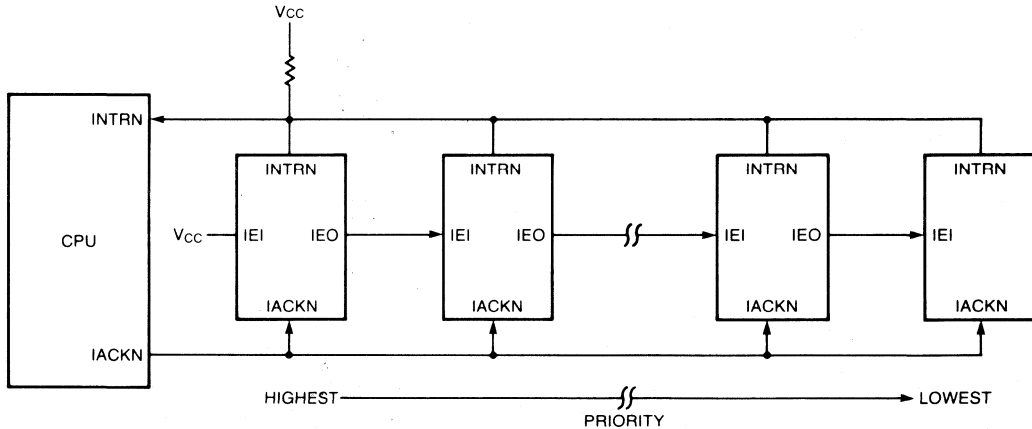 VCC
INTRN
INTRN INTRN INTRN INTRN
CPU
VCC IEI IEO IEI IEO IEI IEO IEI
IACKN IACKN IACKN IACKN
IACKN
HIGHEST LOWEST
PRIORITY